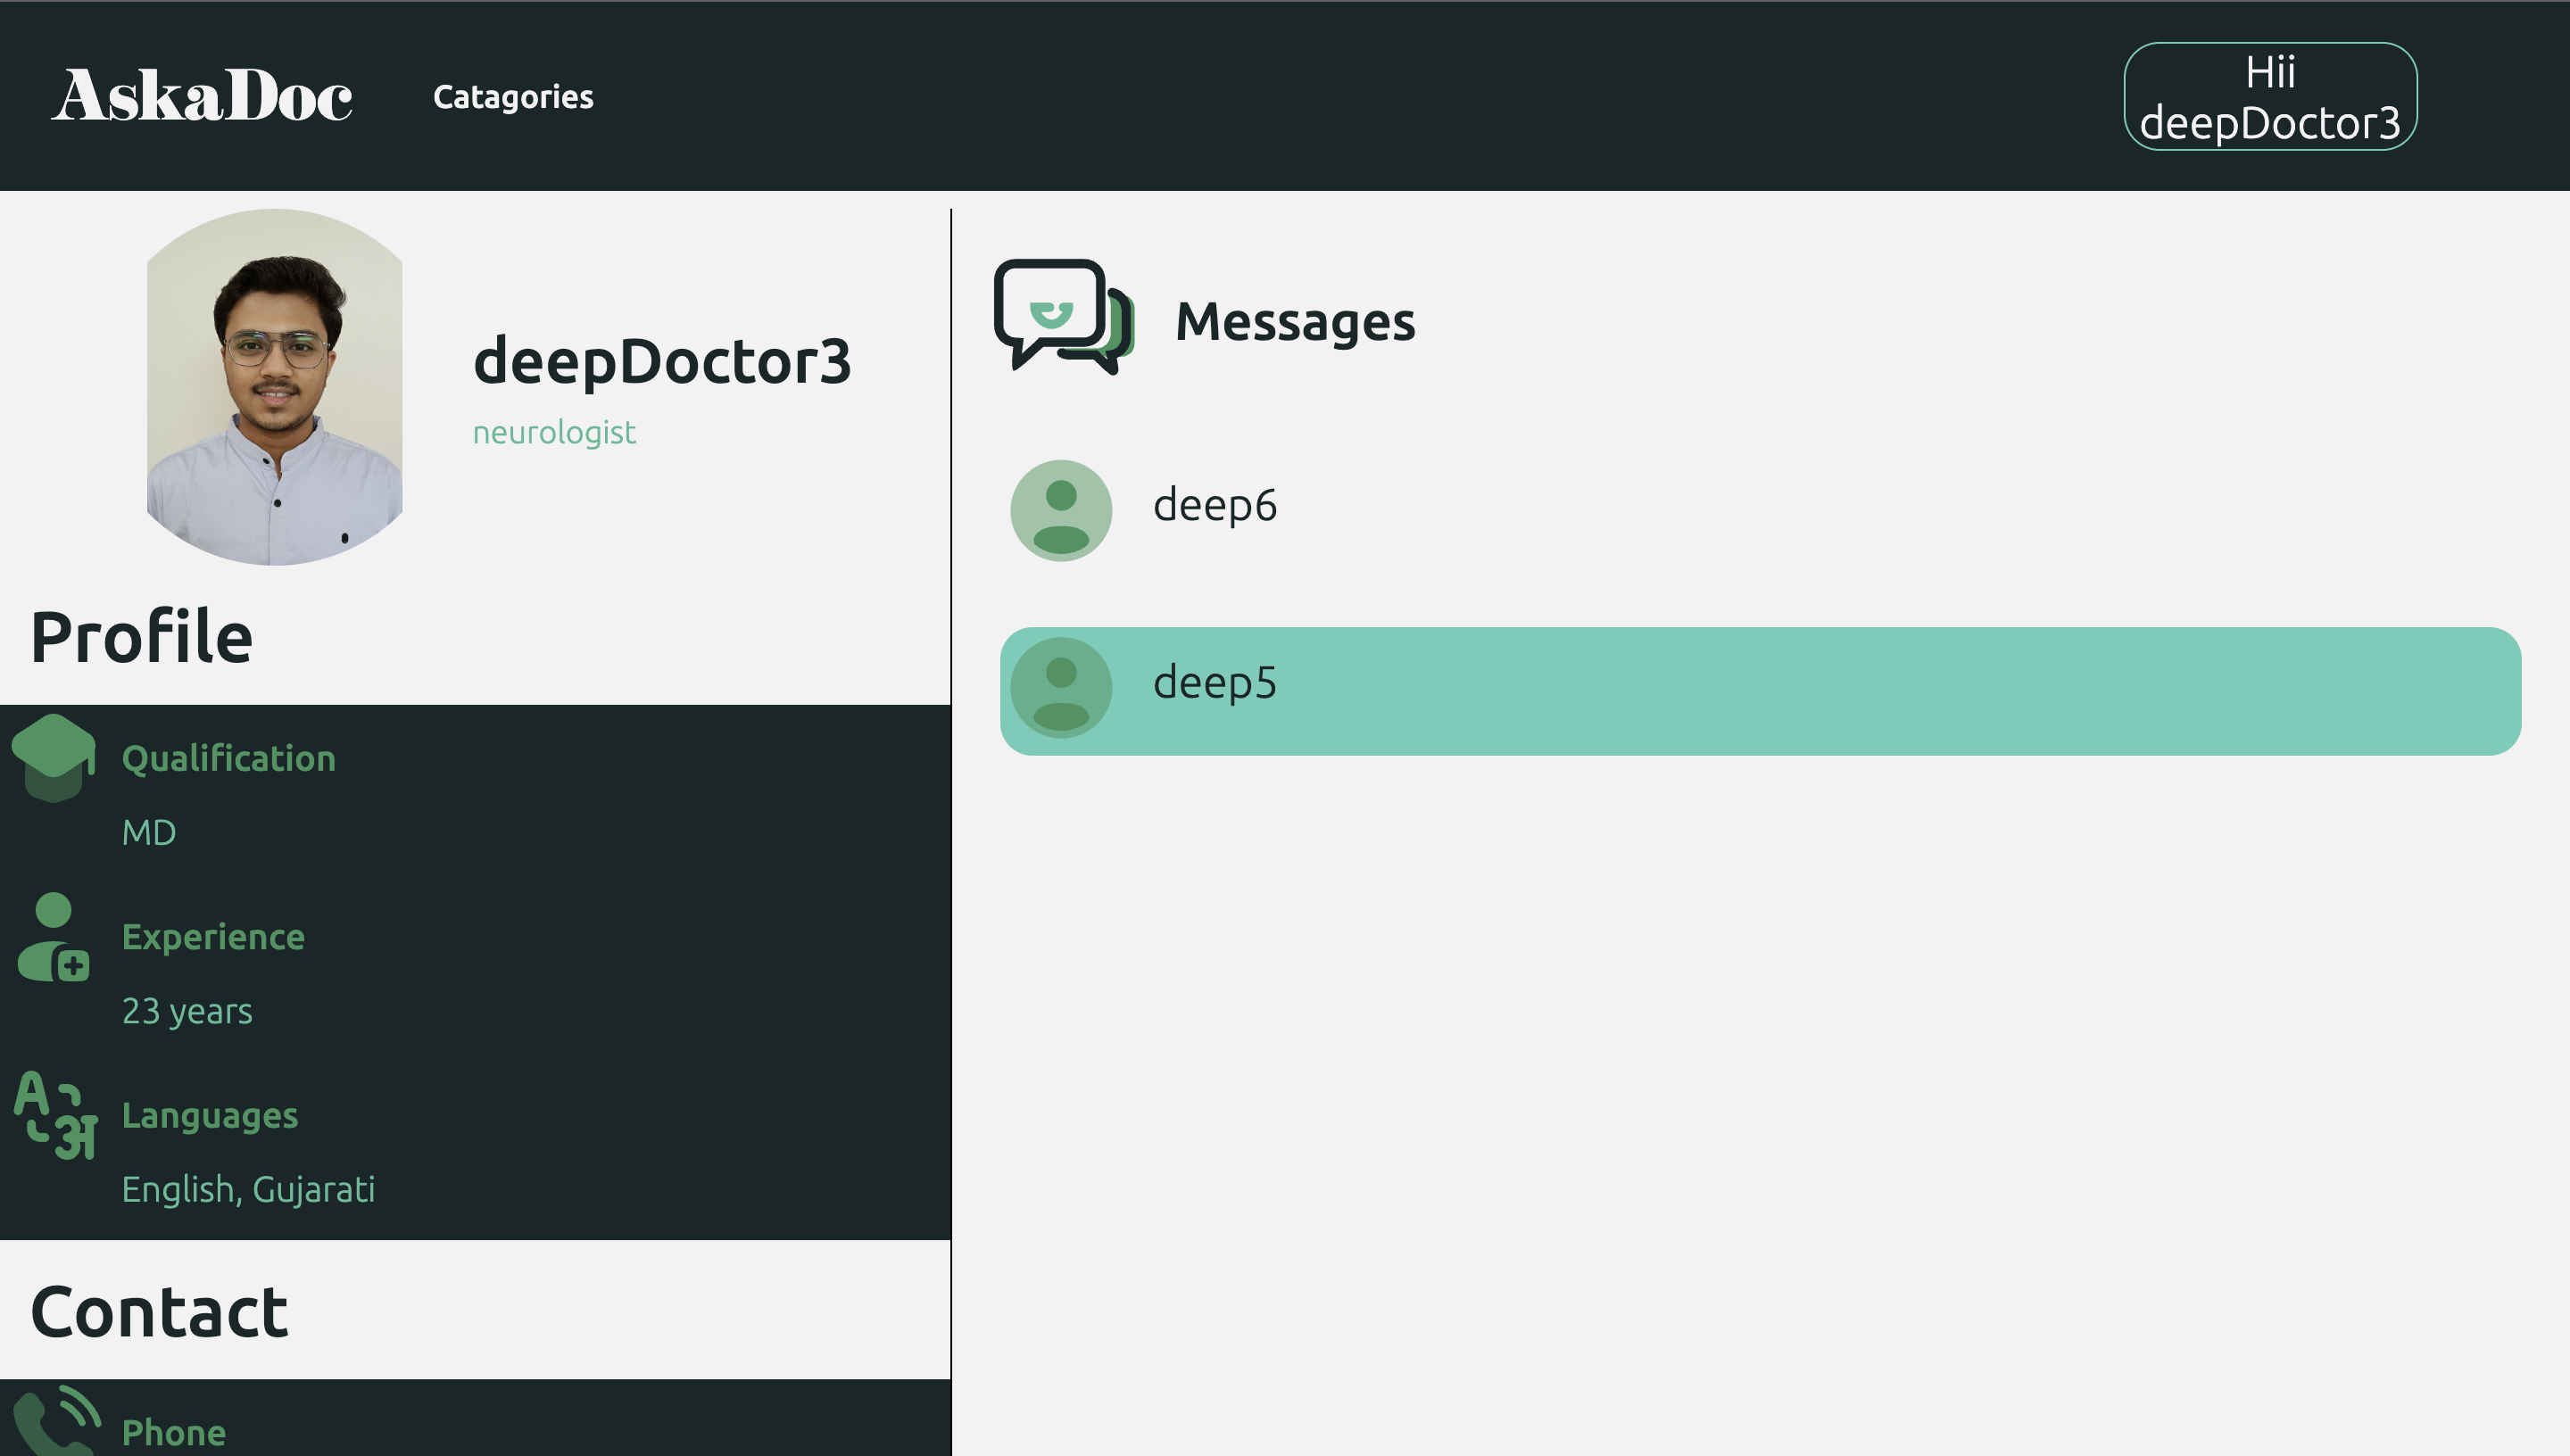 AskaDoc
Catagories
Hii
deepDoctor3
deepDoctor3
neurologist
Profile
Qualification
MD
Experience
23 years
Languages
English, Gujarati
Contact
Phone
Messages
deep6
deep5